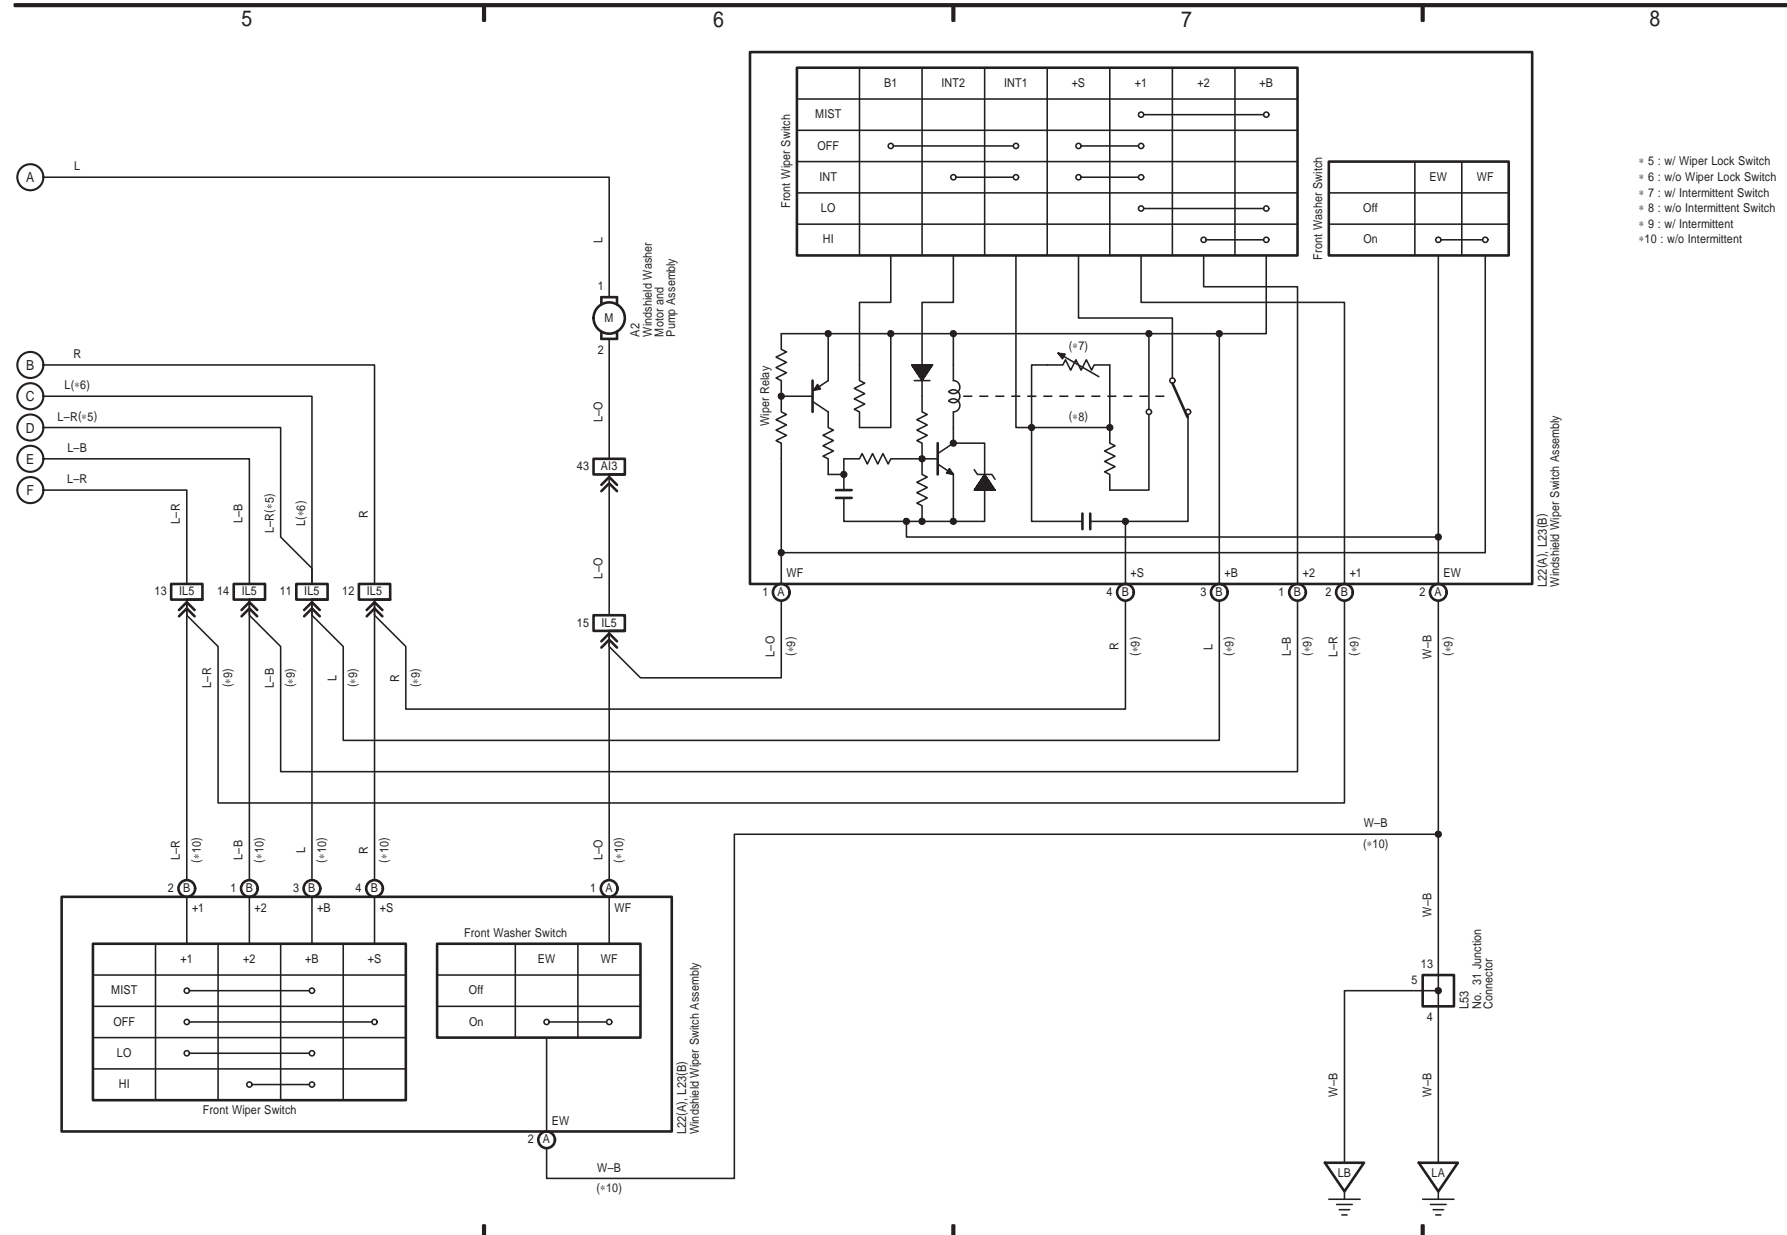 5
6
7
8
A
L
B
R
C
L(∗6)
D
L–R(∗5)
E
L–B
F
L–R
L
1
M
2
A2
Windshield Washer
Motor and
Pump Assembly
L–O
43
AI3
L–O
15
IL5
L–R
L–B
L–R(∗5)
L(∗6)
R
13
IL5
14
IL5
11
IL5
12
IL5
L–R
(∗9)
L–B
(∗9)
L
(∗9)
R
(∗9)
Front Wiper Switch
B1
INT2
INT1
+S
+1
+2
+B
MIST
OFF
INT
LO
HI
Front Washer Switch
EW
WF
Off
On
Wiper Relay
(∗7)
(∗8)
L22(A), L23(B)
Windshield Wiper Switch Assembly
WF
+S
+B
+2
+1
EW
1
A
4
B
3
B
1
B
2
B
2
A
L–O
(∗9)
R
(∗9)
L
(∗9)
L–B
(∗9)
L–R
(∗9)
W–B
(∗9)
∗ 5 : w/ Wiper Lock Switch
∗ 6 : w/o Wiper Lock Switch
∗ 7 : w/ Intermittent Switch
∗ 8 : w/o Intermittent Switch
∗ 9 : w/ Intermittent
∗10 : w/o Intermittent
L–R
(∗10)
L–B
(∗10)
L
(∗10)
R
(∗10)
L–O
(∗10)
W–B
(∗10)
2
B
1
B
3
B
4
B
1
A
+1
+2
+B
+S
WF
Front Washer Switch
+1
+2
+B
+S
MIST
OFF
LO
HI
Front Wiper Switch
EW
WF
Off
On
L22(A), L23(B)
Windshield Wiper Switch Assembly
EW
2
A
W–B
(∗10)
W–B
13
5
4
L53
No. 31 Junction
Connector
W–B
W–B
LB
LA